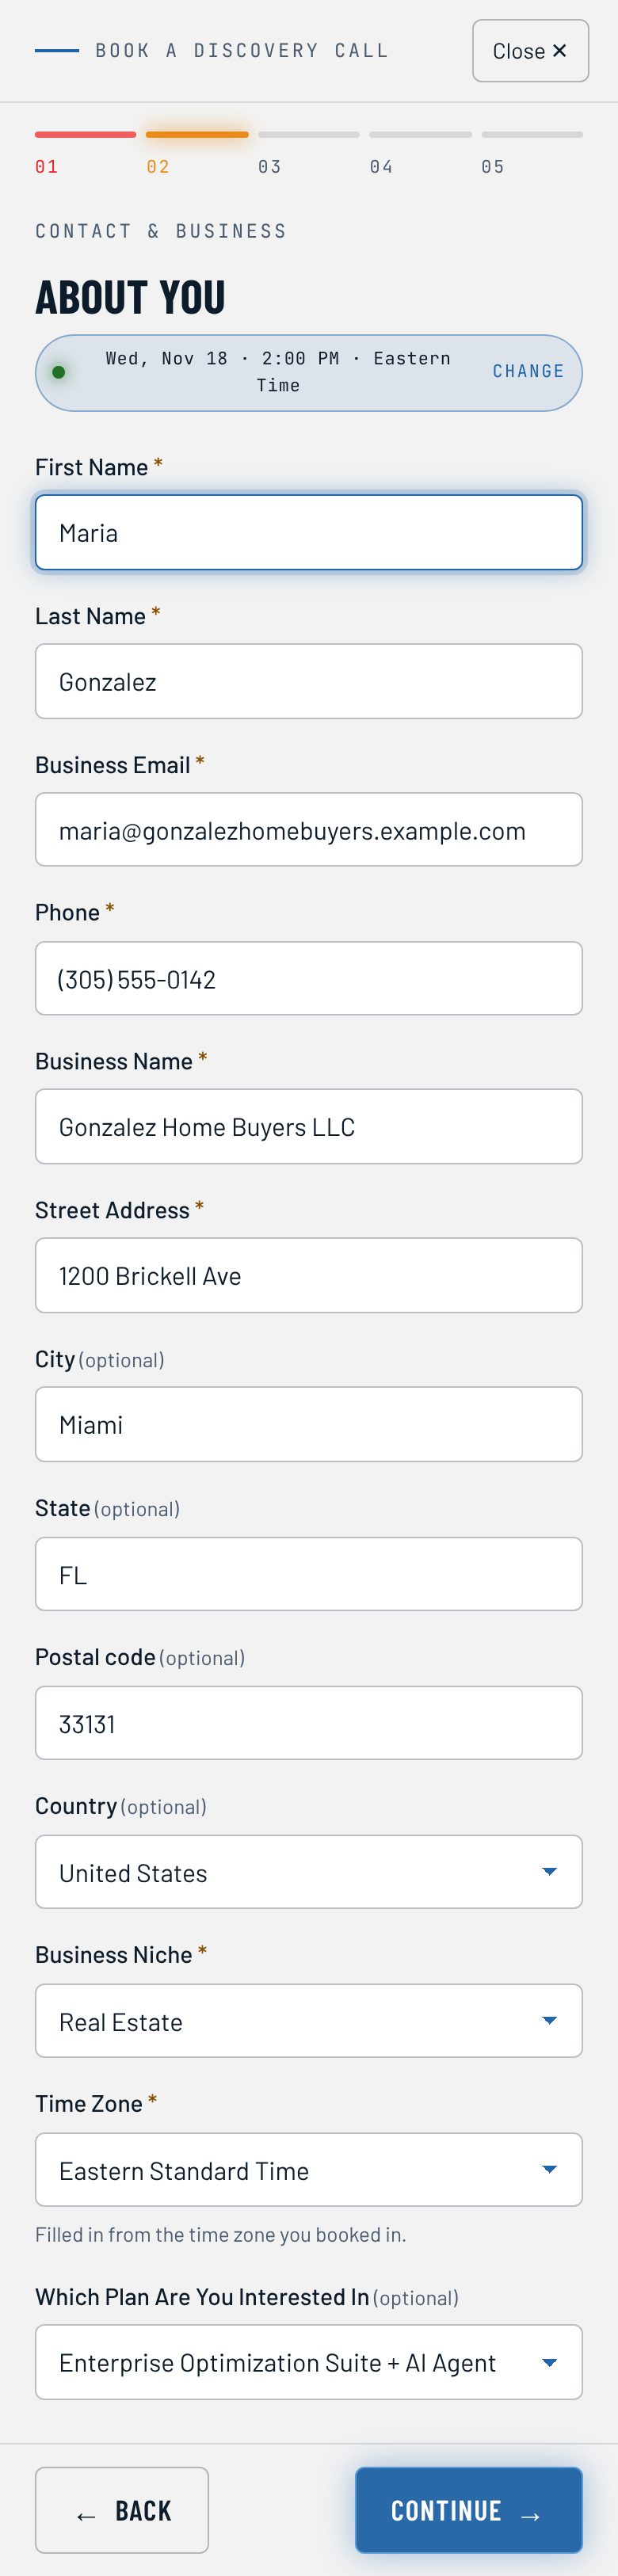 BOOK A DISCOVERY CALL
Close ✕
01
02
03
04
05
CONTACT & BUSINESS
ABOUT YOU
Wed, Nov 18 · 2:00 PM · Eastern
Time
CHANGE
First Name *
Maria
Last Name *
Gonzalez
Business Email *
maria@gonzalezhomebuyers.example.com
Phone *
(305) 555-0142
Business Name *
Gonzalez Home Buyers LLC
Street Address *
1200 Brickell Ave
City (optional)
Miami
State (optional)
FL
Postal code (optional)
33131
Country (optional)
United States
Business Niche *
Real Estate
Time Zone *
Eastern Standard Time
Filled in from the time zone you booked in.
Which Plan Are You Interested In (optional)
Enterprise Optimization Suite + AI Agent
← BACK
CONTINUE →